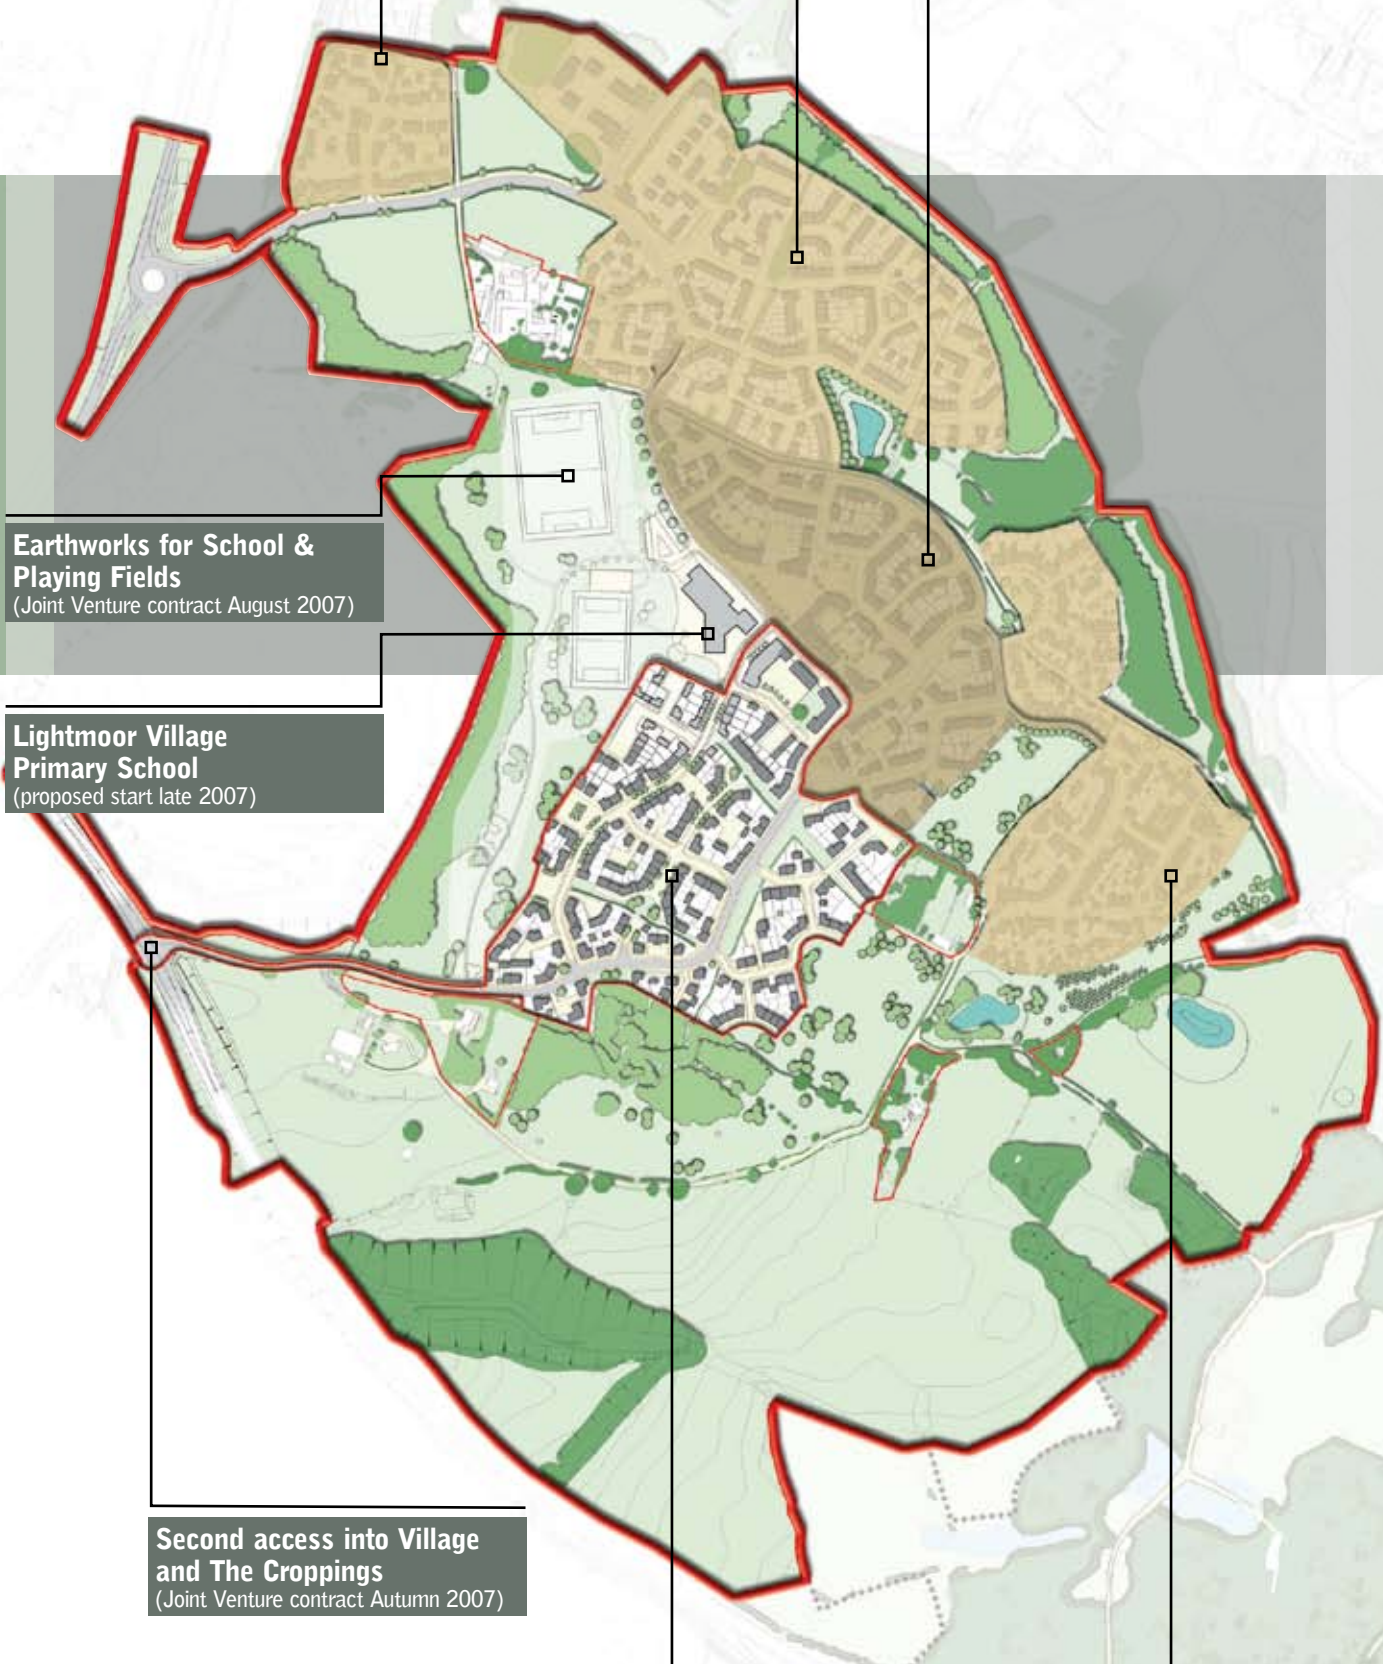 Earthworks for School &
Playing Fields
(Joint Venture contract August 2007)
Lightmoor Village
Primary School
(proposed start late 2007)
Second access into Village
and The Croppings
(Joint Venture contract Autumn 2007)